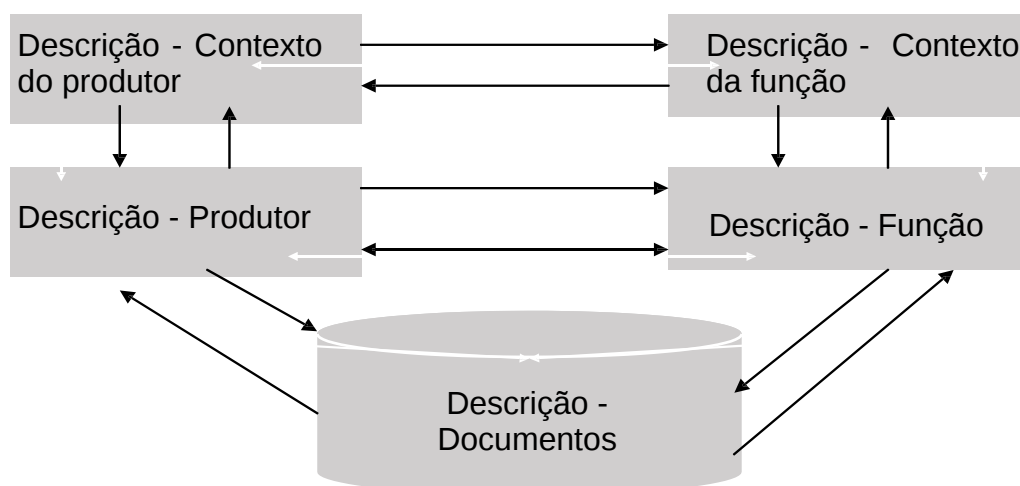 Descrição - Contexto
do produtor
Descrição - Contexto
da função
Descrição - Produtor
Descrição - Função
Descrição -
Documentos